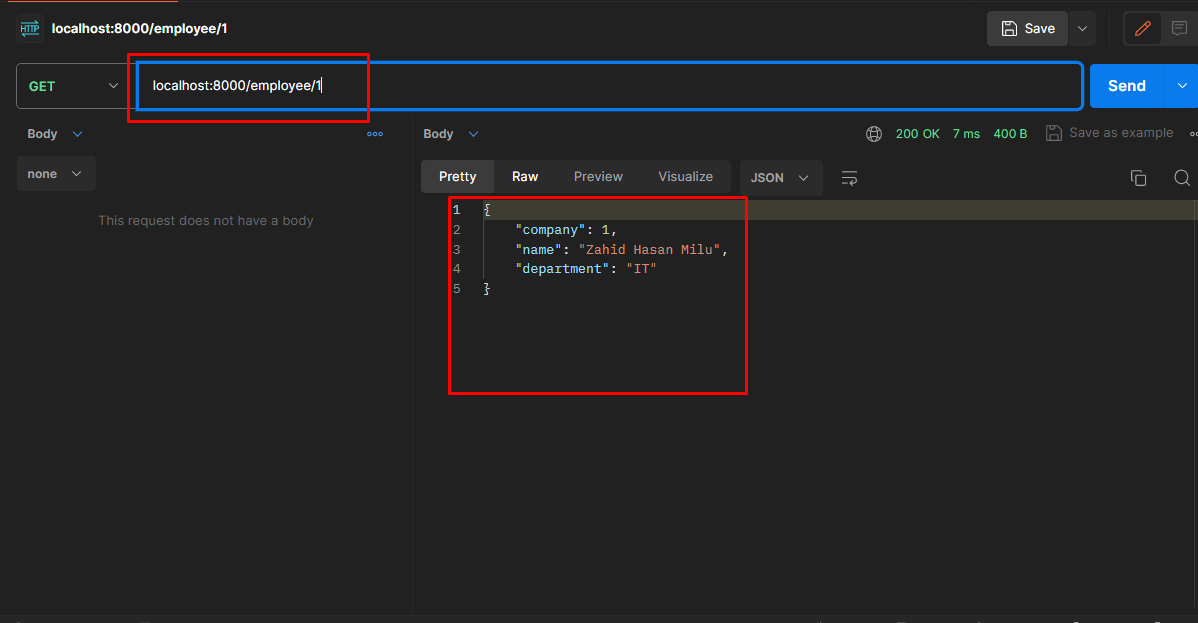 HTTP localhost:8000/employee/1 Save
GET localhost:8000/employee/1 Send
Body Body 200 OK 7 ms 400 B Save as example
none Pretty Raw Preview Visualize JSON
This request does not have a body
1 {
2 "company": 1,
3 "name": "Zahid Hasan Milu",
4 "department": "IT"
5 }